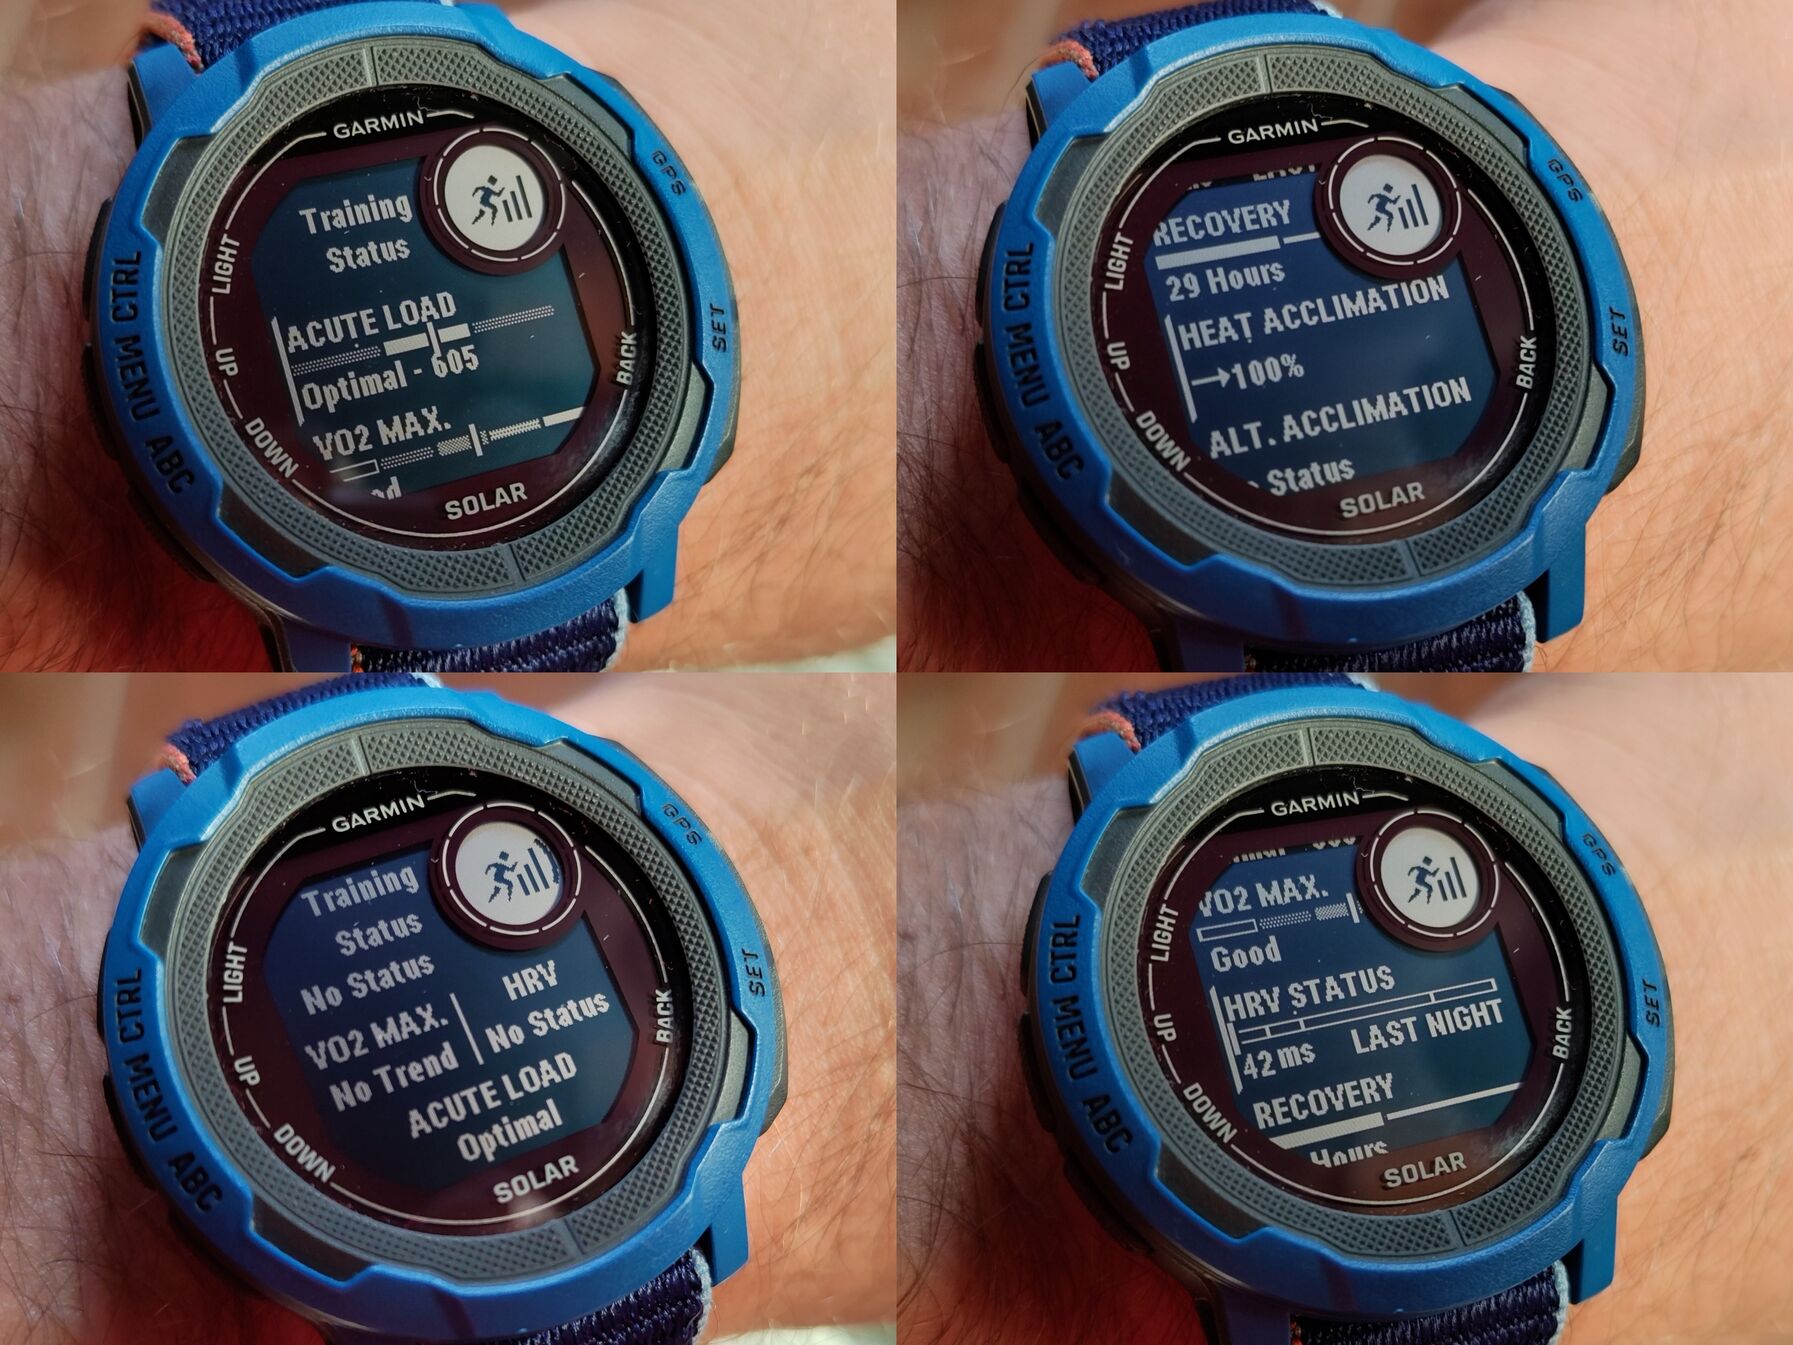 GARMIN
Training
Status
ACUTE LOAD
Optimal - 605
VO2 MAX.
SOLAR
LIGHT
UP
DOWN
CTRL
MENU
ABC
GPS
SET
BACK
GARMIN
RECOVERY
29 Hours
HEAT ACCLIMATION
→100%
ALT. ACCLIMATION
Status
SOLAR
LIGHT
UP
DOWN
CTRL
MENU
ABC
GPS
SET
BACK
GARMIN
Training
Status
No Status
VO2 MAX.
No Trend
HRV
No Status
ACUTE LOAD
Optimal
SOLAR
LIGHT
UP
DOWN
CTRL
MENU
ABC
GPS
SET
BACK
GARMIN
VO2 MAX.
Good
HRV STATUS
42 ms LAST NIGHT
RECOVERY
Hours
SOLAR
LIGHT
UP
DOWN
CTRL
MENU
ABC
GPS
SET
BACK